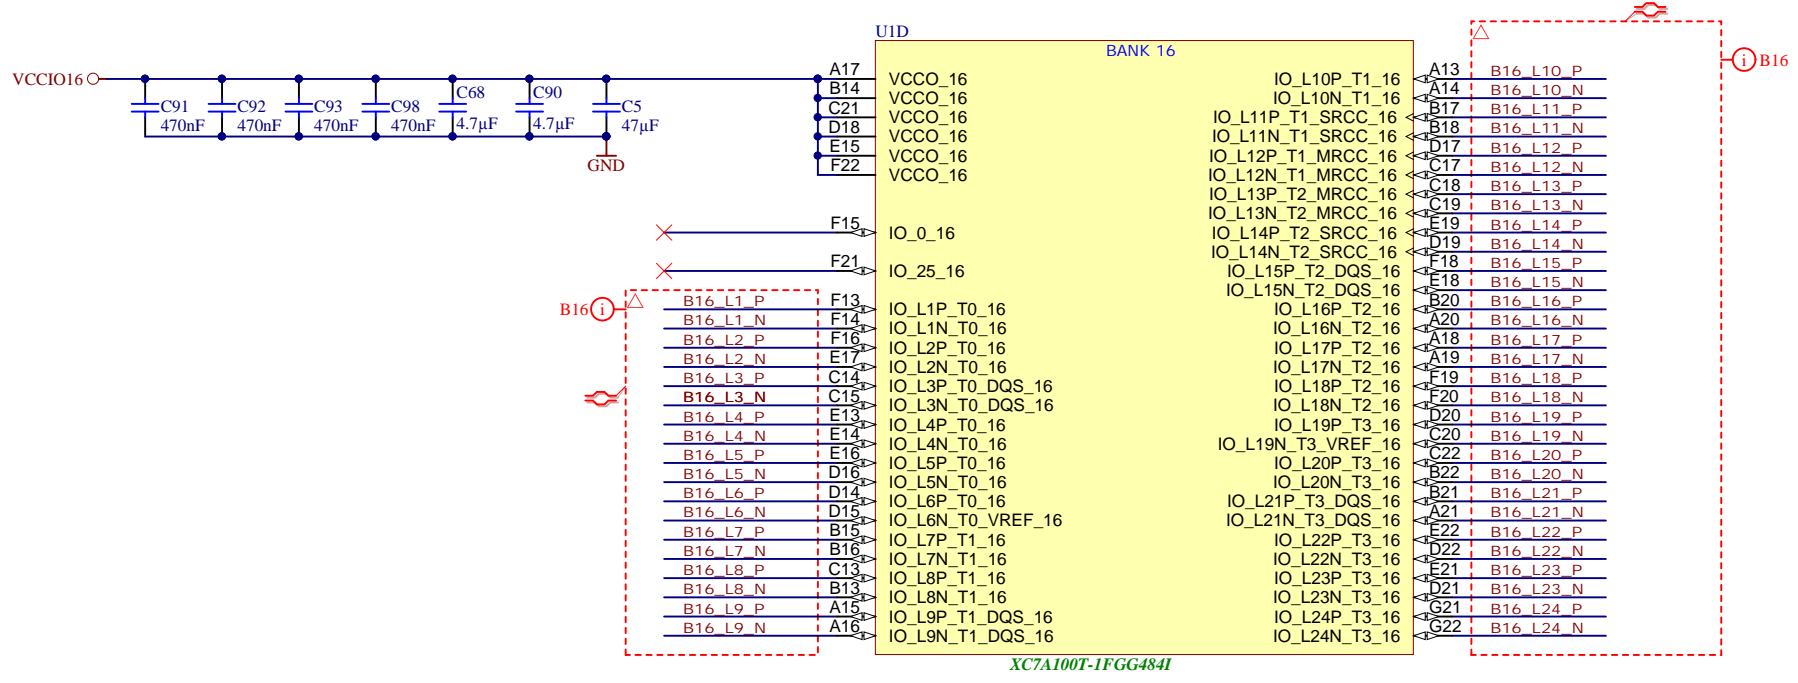 U1D
BANK 16
VCCIO16
C91
470nF
C92
470nF
C93
470nF
C98
470nF
C68
4.7µF
C90
4.7µF
C5
47µF
GND
A17 VCCO_16
B14 VCCO_16
C21 VCCO_16
D18 VCCO_16
E15 VCCO_16
F22 VCCO_16
F15 IO_0_16
F21 IO_25_16
B16 i
B16_L1_P F13 IO_L1P_T0_16
B16_L1_N F14 IO_L1N_T0_16
B16_L2_P F16 IO_L2P_T0_16
B16_L2_N E17 IO_L2N_T0_16
B16_L3_P C14 IO_L3P_T0_DQS_16
B16_L3_N C15 IO_L3N_T0_DQS_16
B16_L4_P E13 IO_L4P_T0_16
B16_L4_N E14 IO_L4N_T0_16
B16_L5_P E16 IO_L5P_T0_16
B16_L5_N D16 IO_L5N_T0_16
B16_L6_P D14 IO_L6P_T0_16
B16_L6_N D15 IO_L6N_T0_VREF_16
B16_L7_P B15 IO_L7P_T1_16
B16_L7_N B16 IO_L7N_T1_16
B16_L8_P C13 IO_L8P_T1_16
B16_L8_N B13 IO_L8N_T1_16
B16_L9_P A15 IO_L9P_T1_DQS_16
B16_L9_N A16 IO_L9N_T1_DQS_16
IO_L10P_T1_16 A13 B16_L10_P
IO_L10N_T1_16 A14 B16_L10_N
IO_L11P_T1_SRCC_16 B17 B16_L11_P
IO_L11N_T1_SRCC_16 B18 B16_L11_N
IO_L12P_T1_MRCC_16 D17 B16_L12_P
IO_L12N_T1_MRCC_16 C17 B16_L12_N
IO_L13P_T2_MRCC_16 C18 B16_L13_P
IO_L13N_T2_MRCC_16 C19 B16_L13_N
IO_L14P_T2_SRCC_16 E19 B16_L14_P
IO_L14N_T2_SRCC_16 D19 B16_L14_N
IO_L15P_T2_DQS_16 F18 B16_L15_P
IO_L15N_T2_DQS_16 E18 B16_L15_N
IO_L16P_T2_16 B20 B16_L16_P
IO_L16N_T2_16 A20 B16_L16_N
IO_L17P_T2_16 A18 B16_L17_P
IO_L17N_T2_16 A19 B16_L17_N
IO_L18P_T2_16 F19 B16_L18_P
IO_L18N_T2_16 F20 B16_L18_N
IO_L19P_T3_16 D20 B16_L19_P
IO_L19N_T3_VREF_16 C20 B16_L19_N
IO_L20P_T3_16 C22 B16_L20_P
IO_L20N_T3_16 B22 B16_L20_N
IO_L21P_T3_DQS_16 B21 B16_L21_P
IO_L21N_T3_DQS_16 A21 B16_L21_N
IO_L22P_T3_16 E22 B16_L22_P
IO_L22N_T3_16 D22 B16_L22_N
IO_L23P_T3_16 E21 B16_L23_P
IO_L23N_T3_16 D21 B16_L23_N
IO_L24P_T3_16 G21 B16_L24_P
IO_L24N_T3_16 G22 B16_L24_N
i B16
XC7A100T-1FGG484I